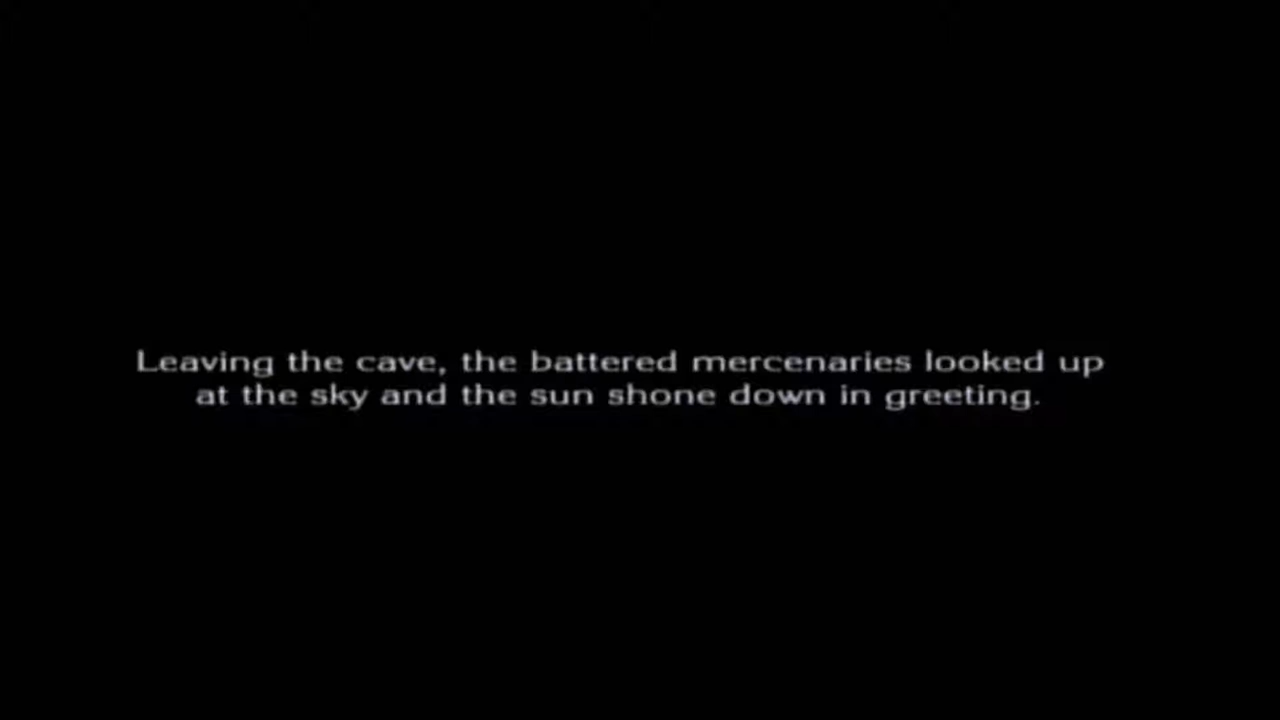 Leaving the cave, the battered mercenaries looked up
at the sky and the sun shone down in greeting.